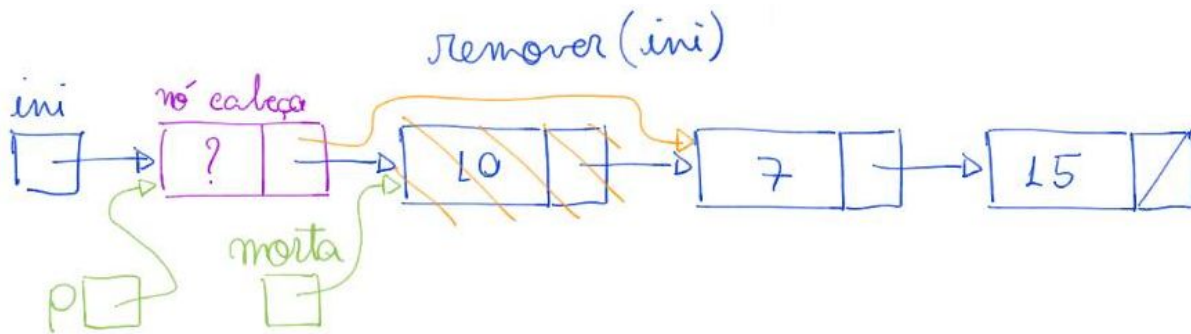 remover (ini)
ini
nó cabeça
? 10 7 15
morta
p